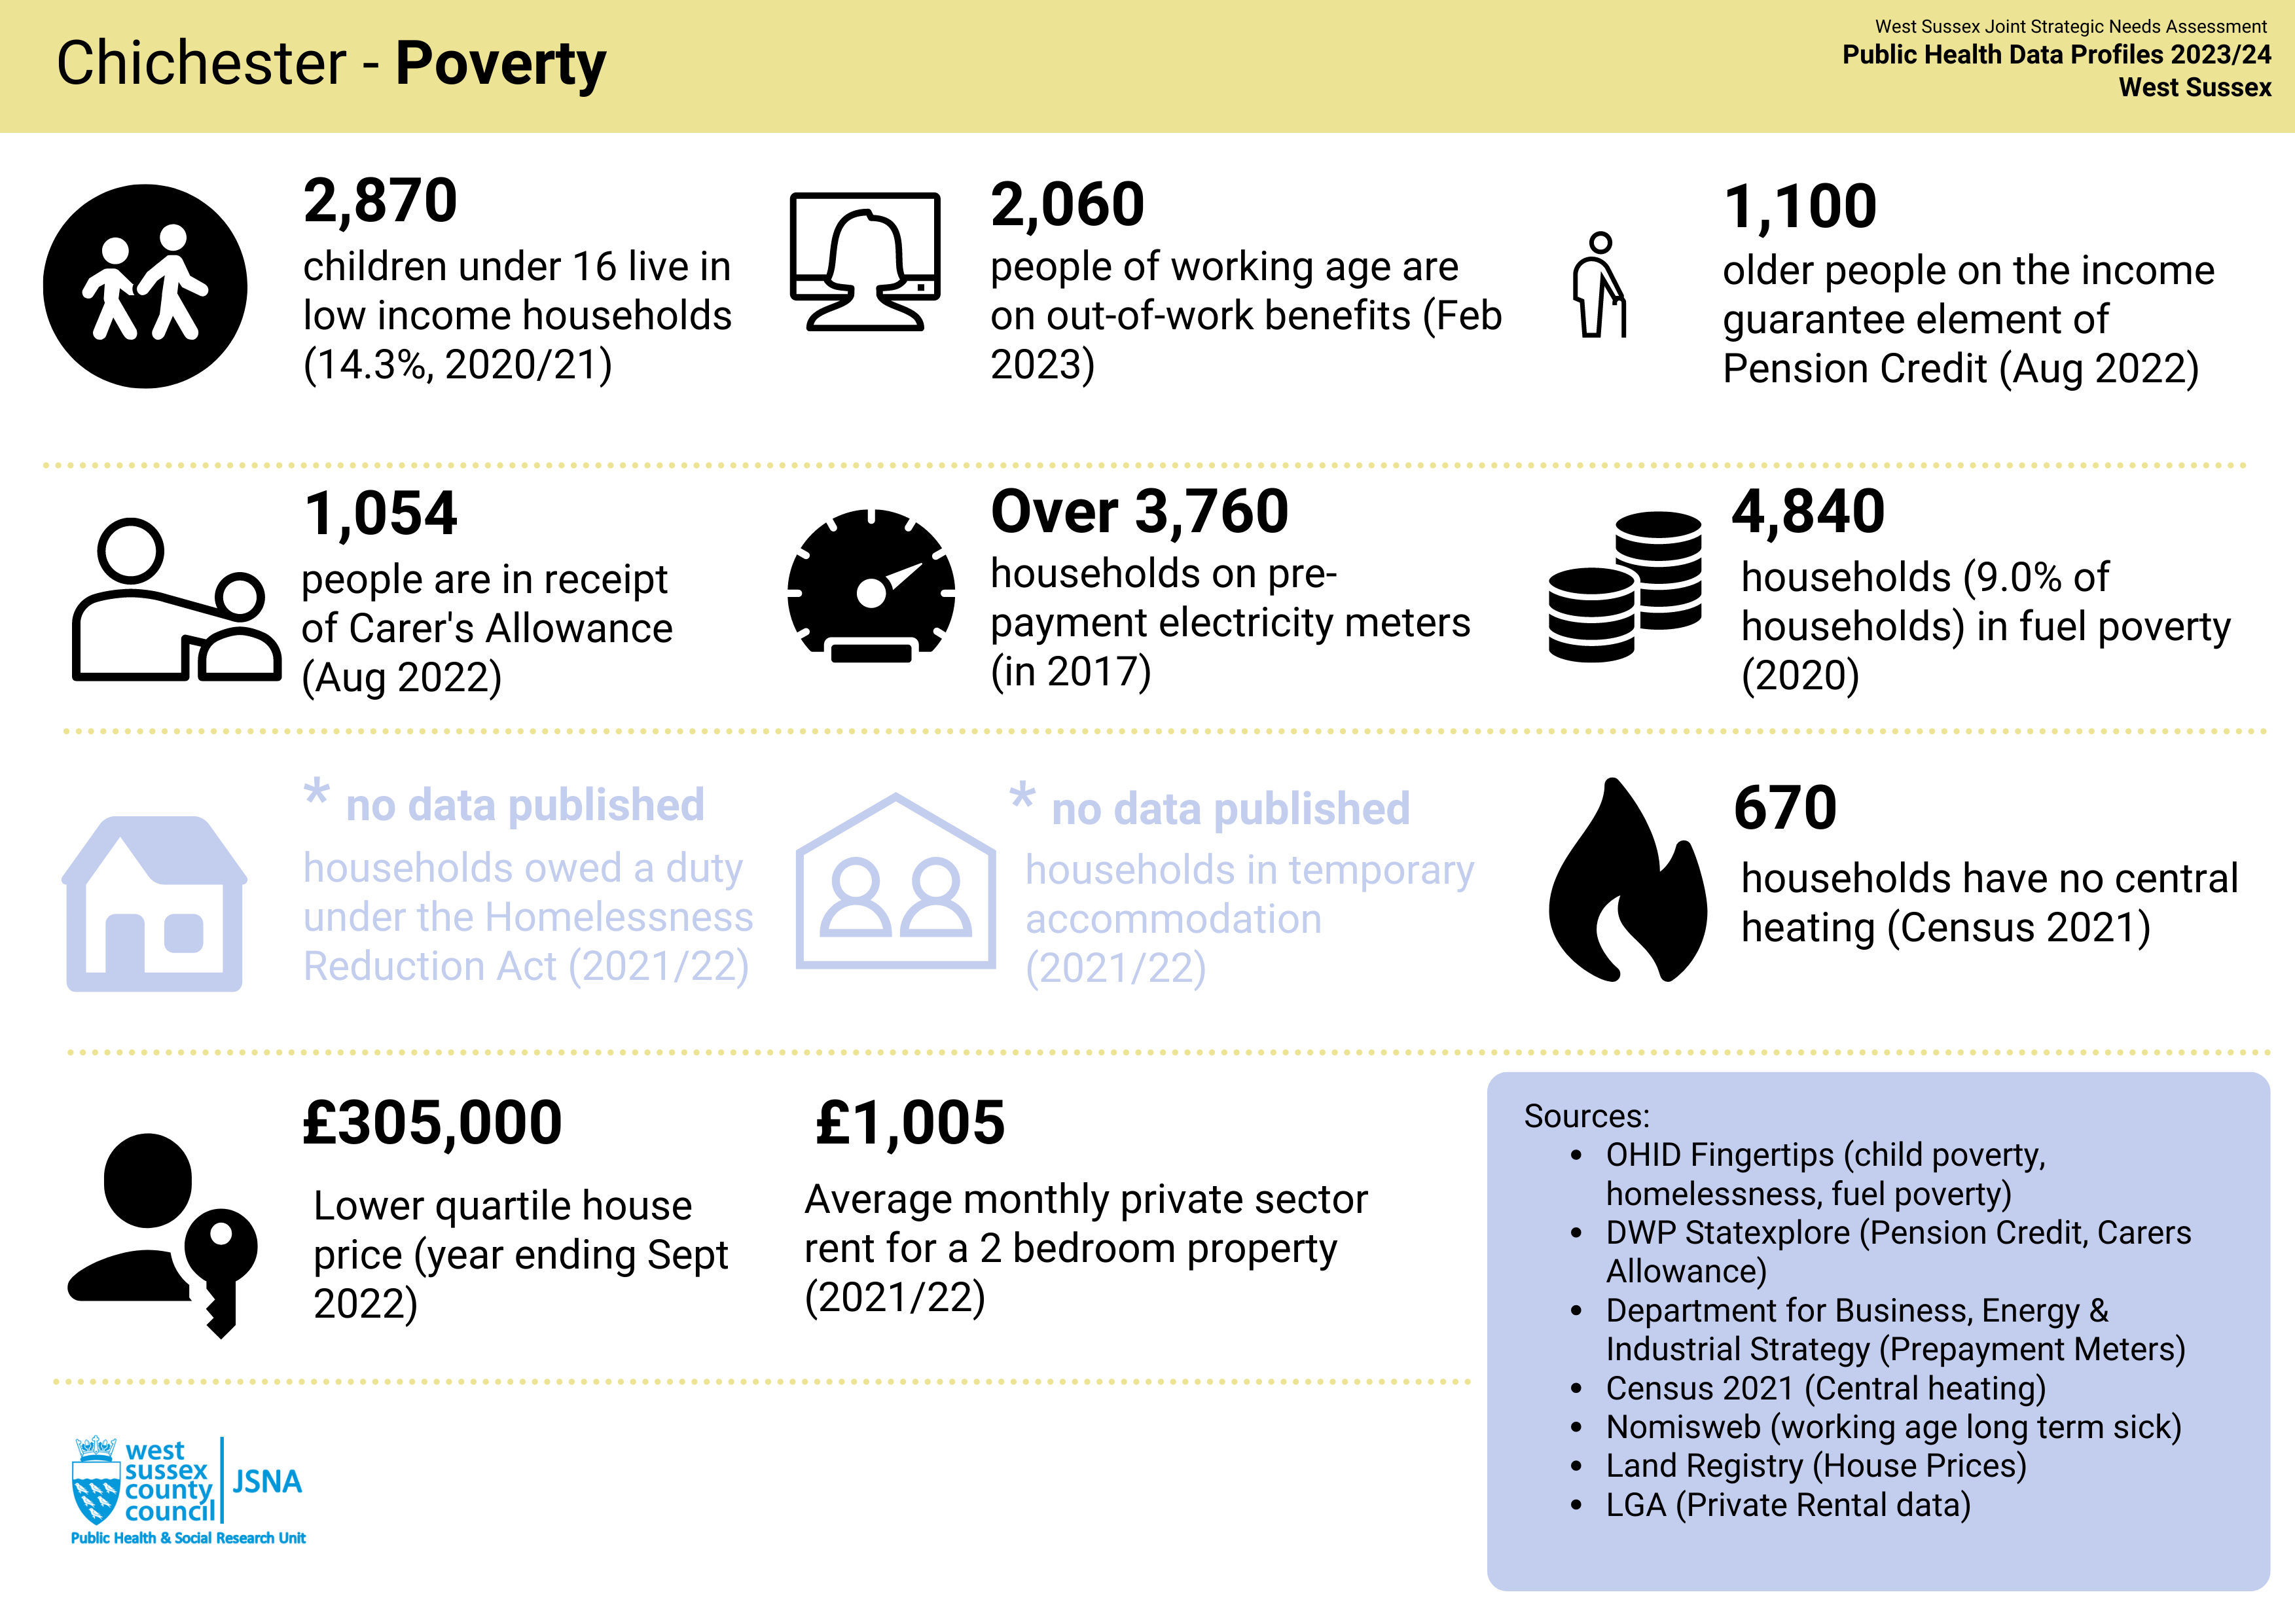 Chichester - Poverty
West Sussex Joint Strategic Needs Assessment
Public Health Data Profiles 2023/24
West Sussex
2,870
children under 16 live in
low income households
(14.3%, 2020/21)
2,060
people of working age are
on out-of-work benefits (Feb
2023)
1,100
older people on the income
guarantee element of
Pension Credit (Aug 2022)
1,054
people are in receipt
of Carer's Allowance
(Aug 2022)
Over 3,760
households on pre-
payment electricity meters
(in 2017)
4,840
households (9.0% of
households) in fuel poverty
(2020)
* no data published
households owed a duty
under the Homelessness
Reduction Act (2021/22)
* no data published
households in temporary
accommodation
(2021/22)
670
households have no central
heating (Census 2021)
£305,000
Lower quartile house
price (year ending Sept
2022)
£1,005
Average monthly private sector
rent for a 2 bedroom property
(2021/22)
Sources:
• OHID Fingertips (child poverty,
homelessness, fuel poverty)
• DWP Statexplore (Pension Credit, Carers
Allowance)
• Department for Business, Energy &
Industrial Strategy (Prepayment Meters)
• Census 2021 (Central heating)
• Nomisweb (working age long term sick)
• Land Registry (House Prices)
• LGA (Private Rental data)
west
sussex
county
council
JSNA
Public Health & Social Research Unit